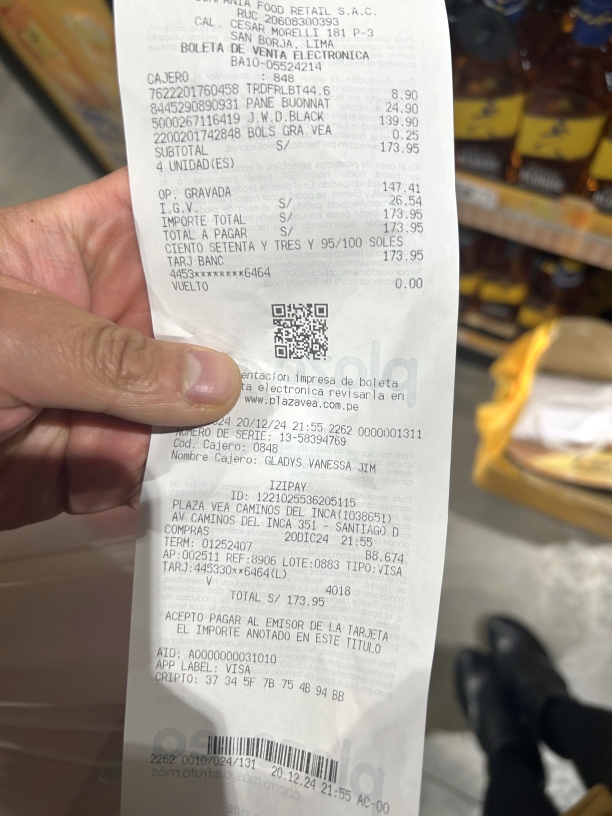 FOOD RETAIL S.A.C.
RUC 20608300393
CAL. CESAR MORELLI 181 P-3
SAN BORJA, LIMA
BOLETA DE VENTA ELECTRONICA
BA10-05524214
CAJERO : 848
7622201760458 TRDFRLBT44.6 8.90
8445290890931 PANE BUONNAT 24.90
5000267116419 J.W.D.BLACK 139.90
2200201742848 BOLS GRA VEA 0.25
SUBTOTAL S/ 173.95
4 UNIDAD(ES)
OP. GRAVADA 147.41
I.G.V. S/ 26.54
IMPORTE TOTAL S/ 173.95
TOTAL A PAGAR S/ 173.95
CIENTO SETENTA Y TRES Y 95/100 SOLES
TARJ BANC 173.95
4453********6464
VUELTO 0.00
entacion impresa de boleta
ta electronica revisarla en
www.plazavea.com.pe
024 20/12/24 21:55 2262 0000001311
NUMERO DE SERIE: 13-58394769
Cod. Cajero: 0848
Nombre Cajero: GLADYS VANESSA JIM
IZIPAY
ID: 1221025536205115
PLAZA VEA CAMINOS DEL INCA(1038651)
AV CAMINOS DEL INCA 351 - SANTIAGO D
COMPRAS 20DIC24 21:55
TERM: 01252407 B8.674
AP:002511 REF:8906 LOTE:0883 TIPO:VISA
TARJ:445330**6464(L)
V 4018
TOTAL S/ 173.95
ACEPTO PAGAR AL EMISOR DE LA TARJETA
EL IMPORTE ANOTADO EN ESTE TITULO
AID: A0000000031010
APP LABEL: VISA
CRIPTO: 37 34 5F 7B 75 4B 94 BB
2262 0010/024/131 20.12.24 21:55 AC-00